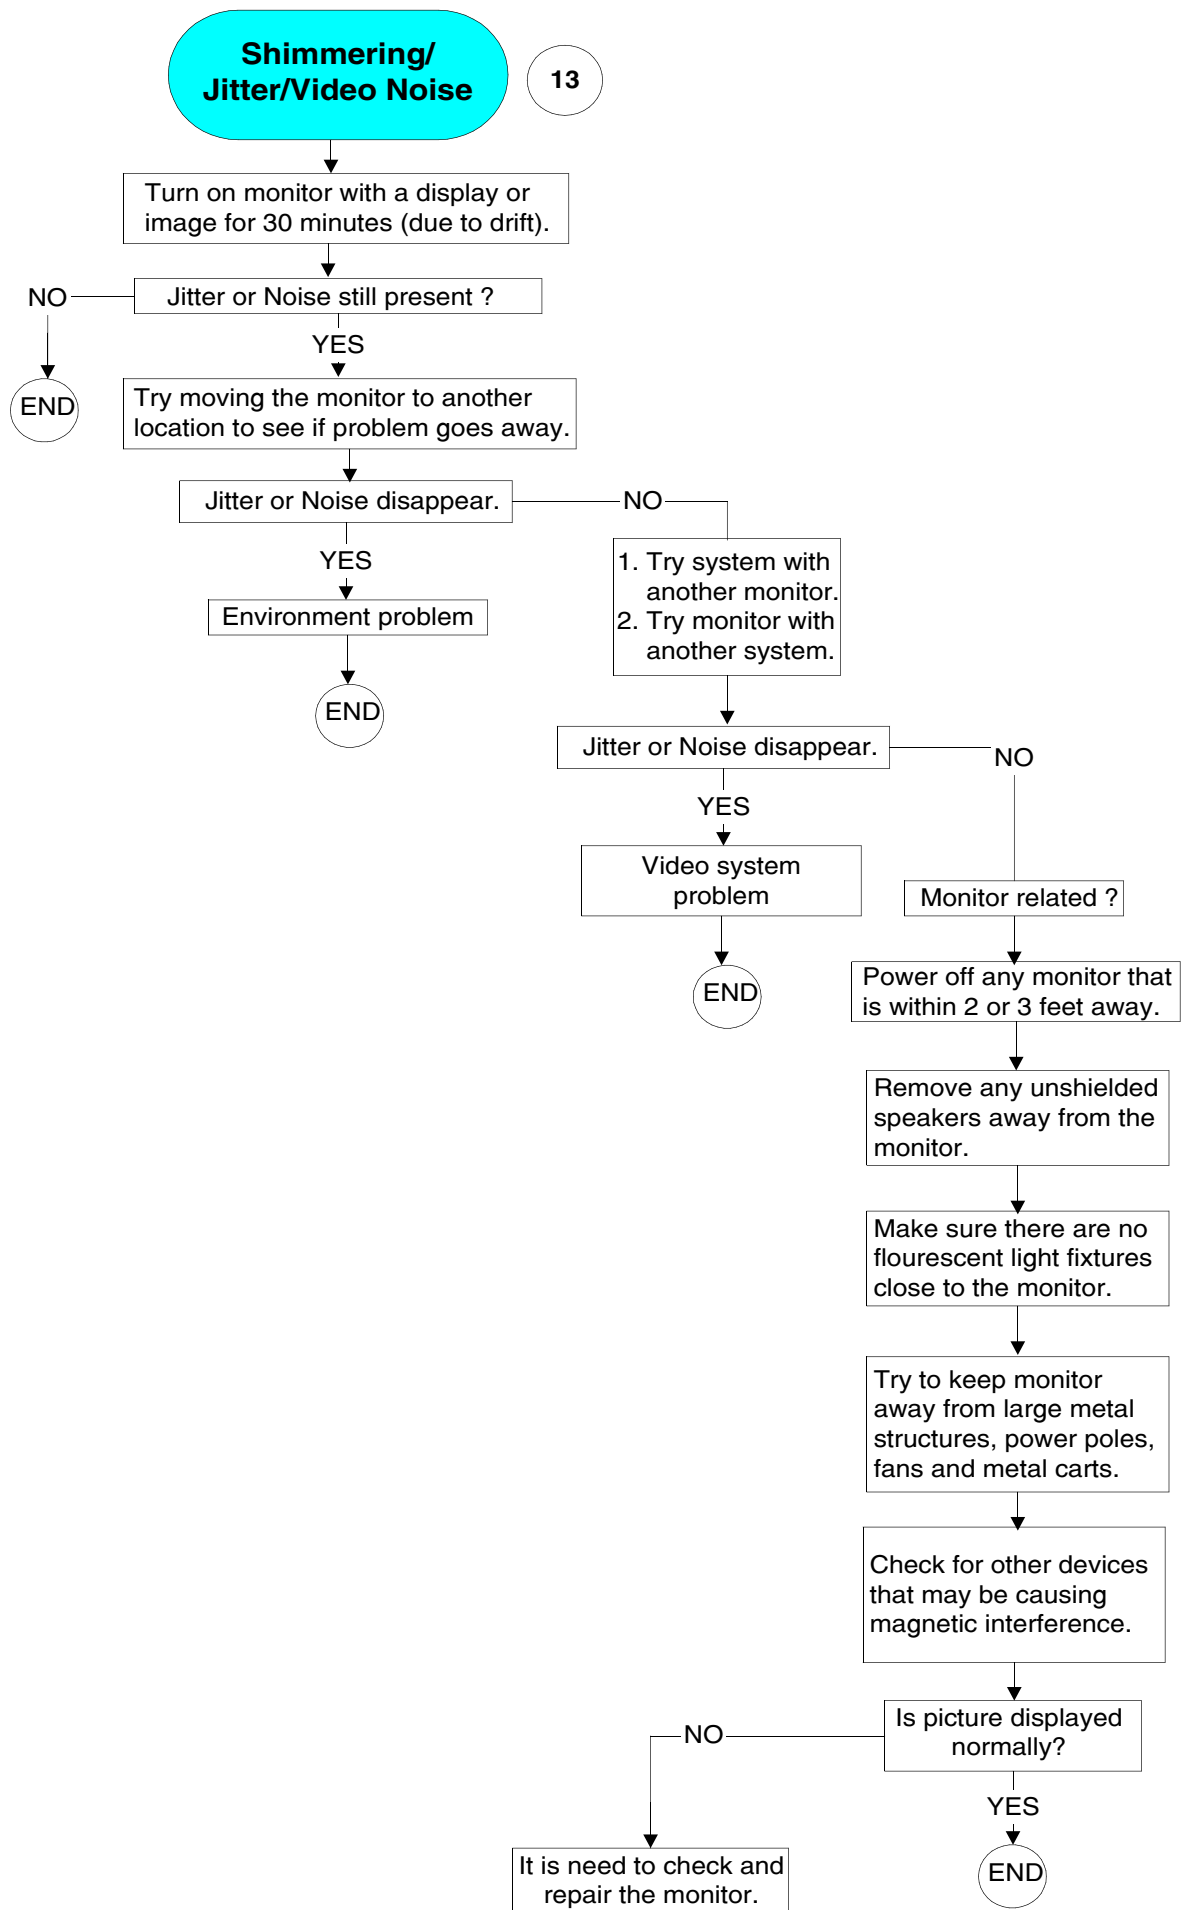 Shimmering/
Jitter/Video Noise
13
Turn on monitor with a display or
image for 30 minutes (due to drift).
NO
Jitter or Noise still present ?
YES
END
Try moving the monitor to another
location to see if problem goes away.
Jitter or Noise disappear.
NO
YES
1. Try system with
another monitor.
2. Try monitor with
another system.
Environment problem
END
Jitter or Noise disappear.
NO
YES
Video system
problem
Monitor related ?
END
Power off any monitor that
is within 2 or 3 feet away.
Remove any unshielded
speakers away from the
monitor.
Make sure there are no
flourescent light fixtures
close to the monitor.
Try to keep monitor
away from large metal
structures, power poles,
fans and metal carts.
Check for other devices
that may be causing
magnetic interference.
Is picture displayed
normally?
NO
YES
It is need to check and
repair the monitor.
END